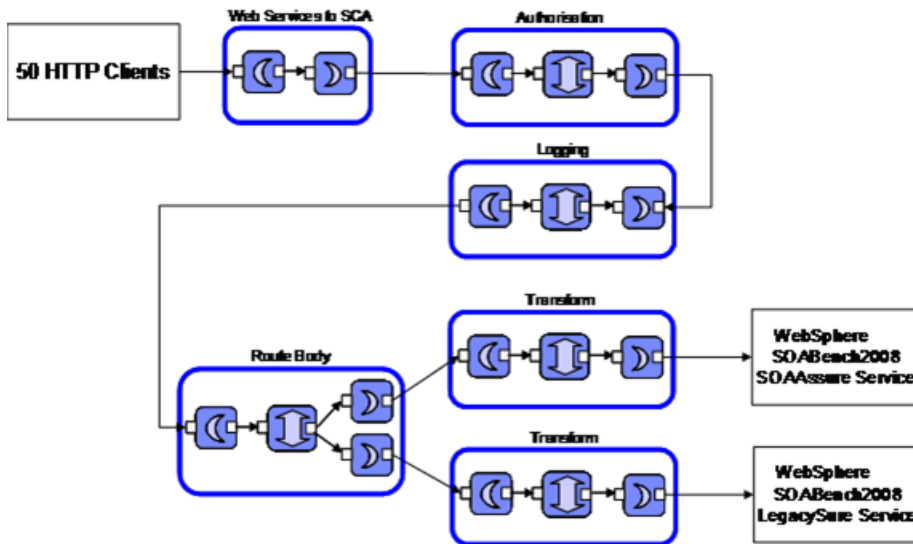 Web Services to SCA
Authorisation
50 HTTP Clients
Logging
Transform
WebSphere
SOABench2008
SOAAssure Service
Route Body
Transform
WebSphere
SOABench2008
LegacySure Service